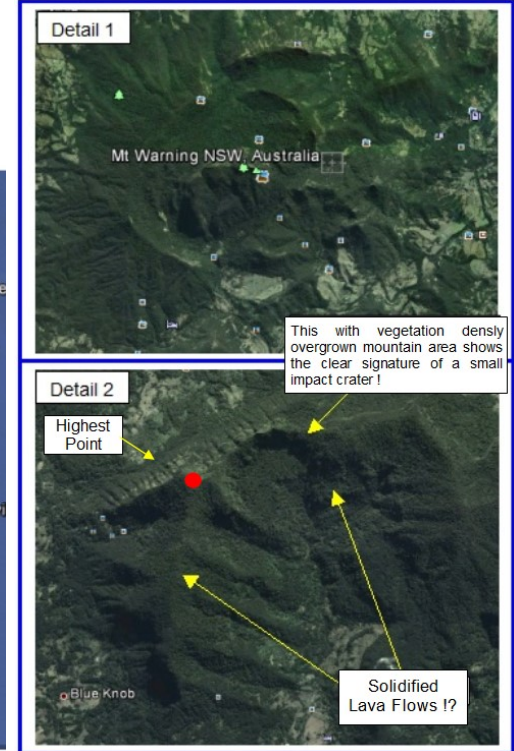 Detail 1
Mt Warning NSW, Australia
This with vegetation densly
overgrown mountain area shows
the clear signature of a small
impact crater !
Detail 2
Highest
Point
Blue Knob
Solidified
Lava Flows !?